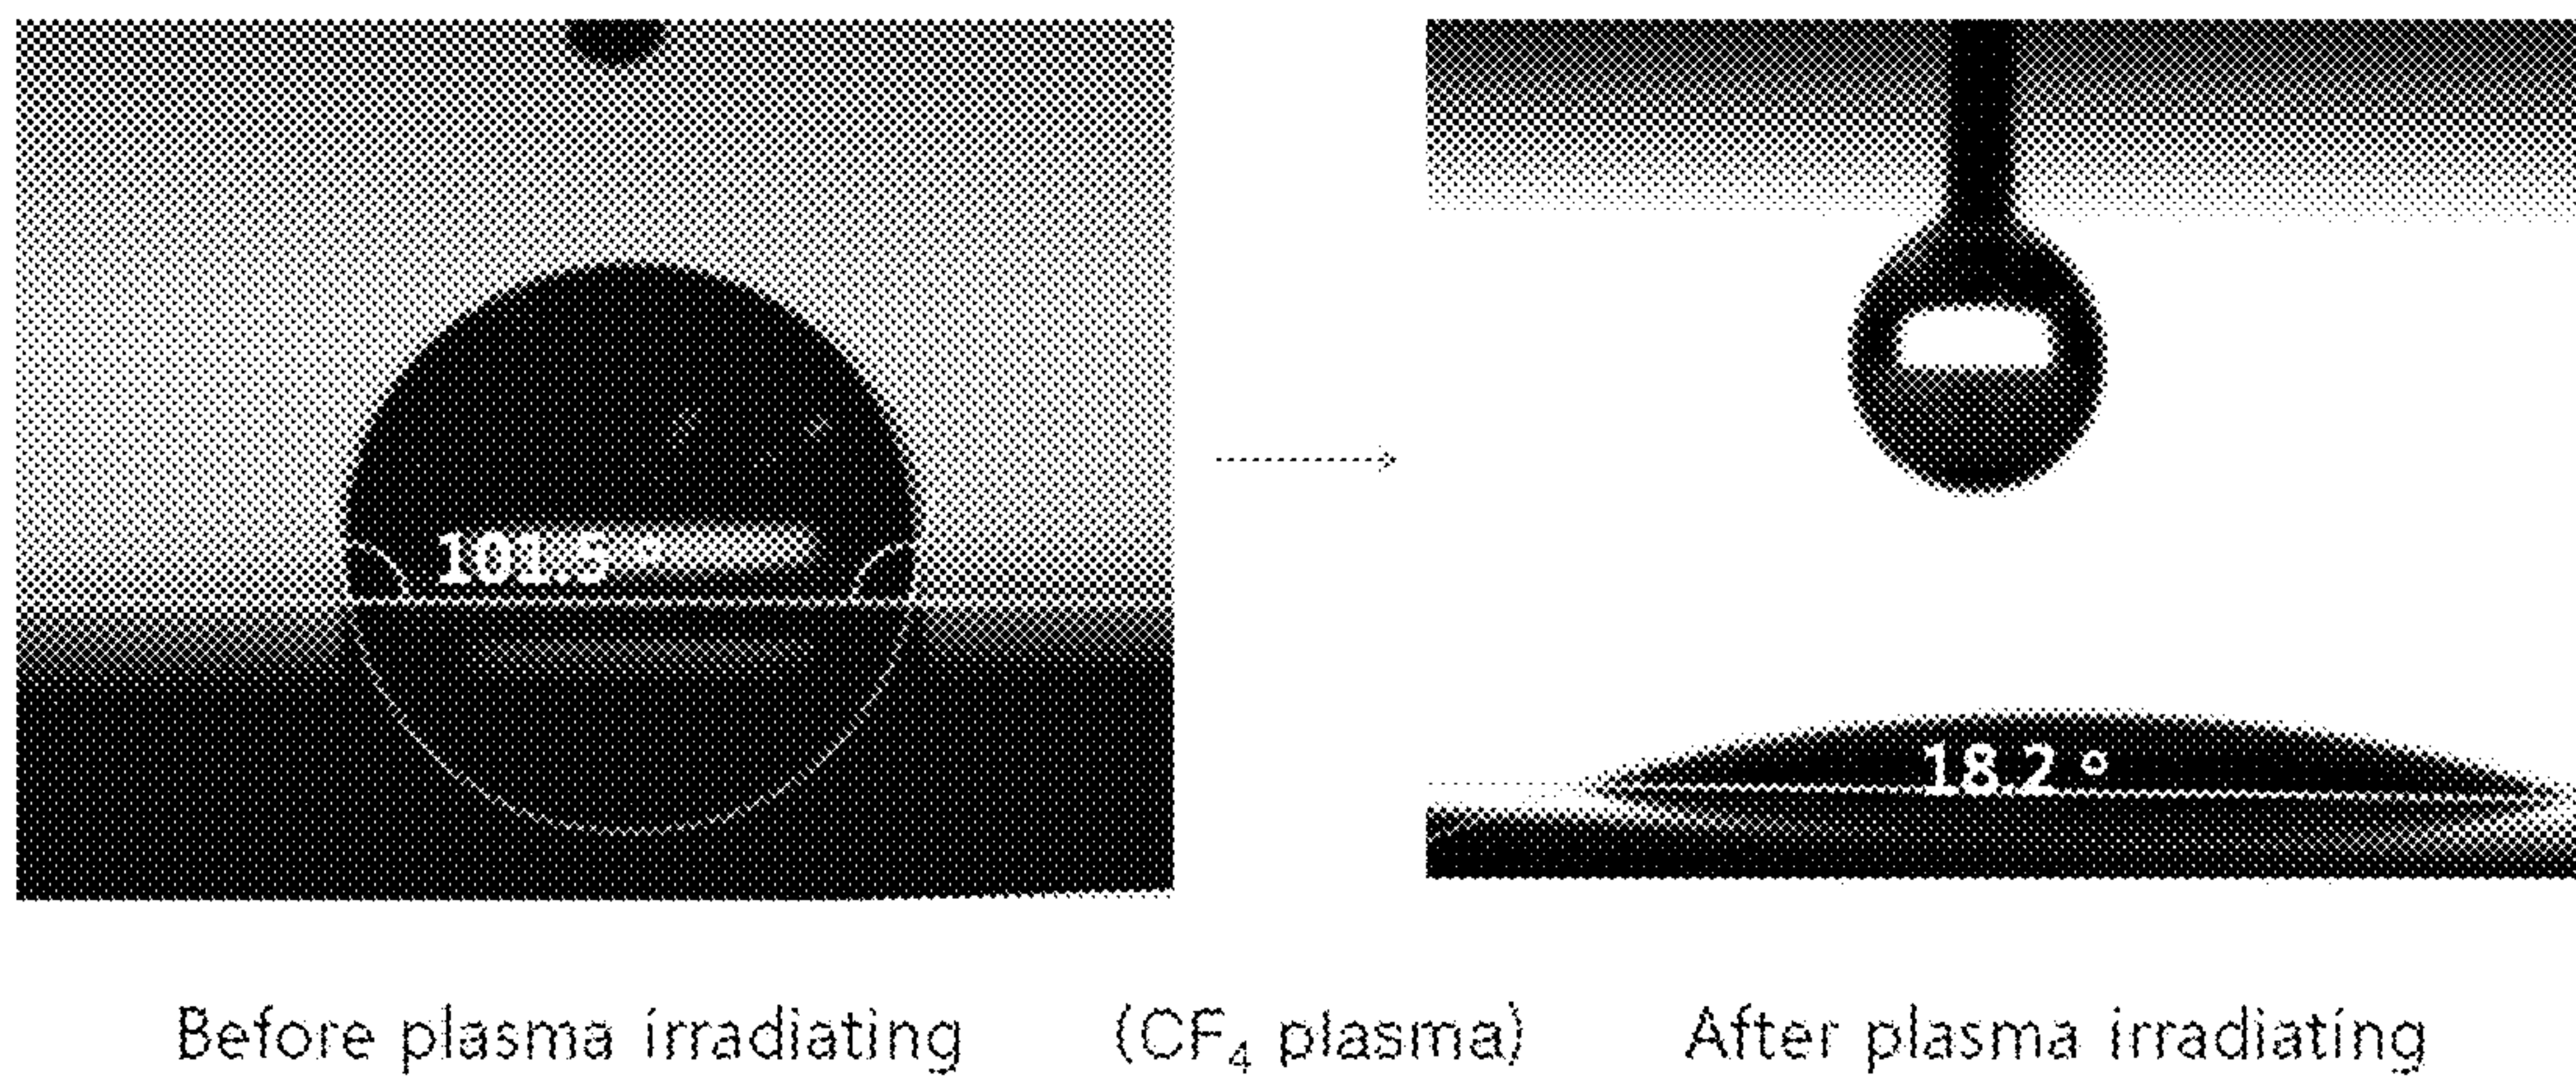 101.5 °
18.2 °
Before plasma irradiating (CF₄ plasma) After plasma irradiating